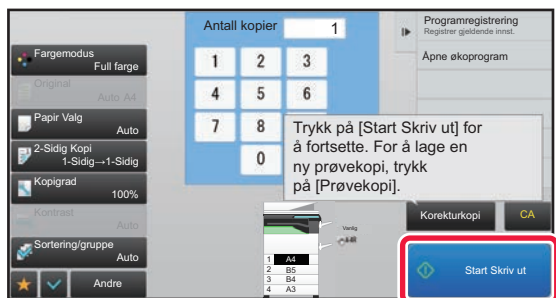 Antall kopier 1
Programregistrering
Registrer gjeldende innst.
Åpne økoprogram
Fargemodus
Full farge
Original
Auto A4
Papir Valg
Auto
2-Sidig Kopi
1-Sidig→1-Sidig
Kopigrad
100%
Kontrast
Auto
Sortering/gruppe
Auto
Andre
1 2 3
4 5 6
7 8
0
Trykk på [Start Skriv ut] for
å fortsette. For å lage en
ny prøvekopi, trykk
på [Prøvekopi].
Vanlig
A4R
1 A4
2 B5
3 B4
4 A3
Korrekturkopi
CA
Start Skriv ut